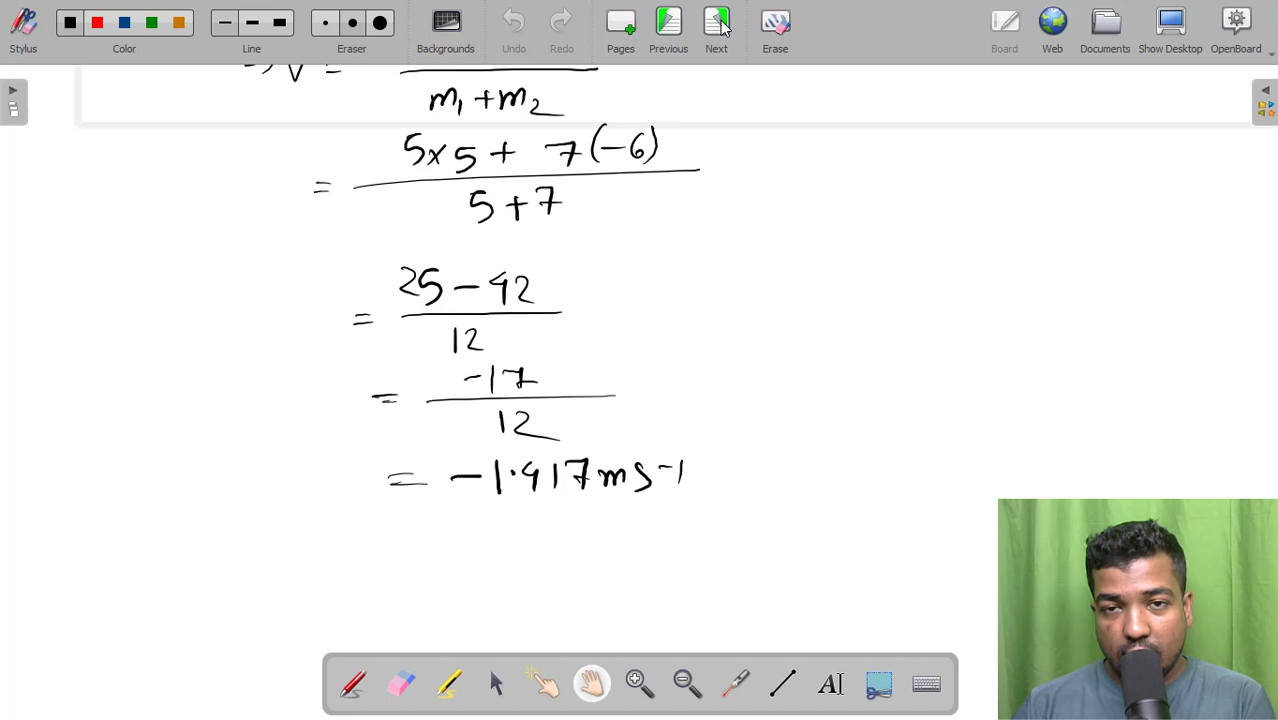 Stylus Color Line Eraser Backgrounds Undo Redo Pages Previous Next Erase Board Web Documents Show Desktop OpenBoard
m₁+m₂
= 5×5 + 7(-6)
5+7
= 25-42
12
= -17
12
= -1.417 ms⁻¹